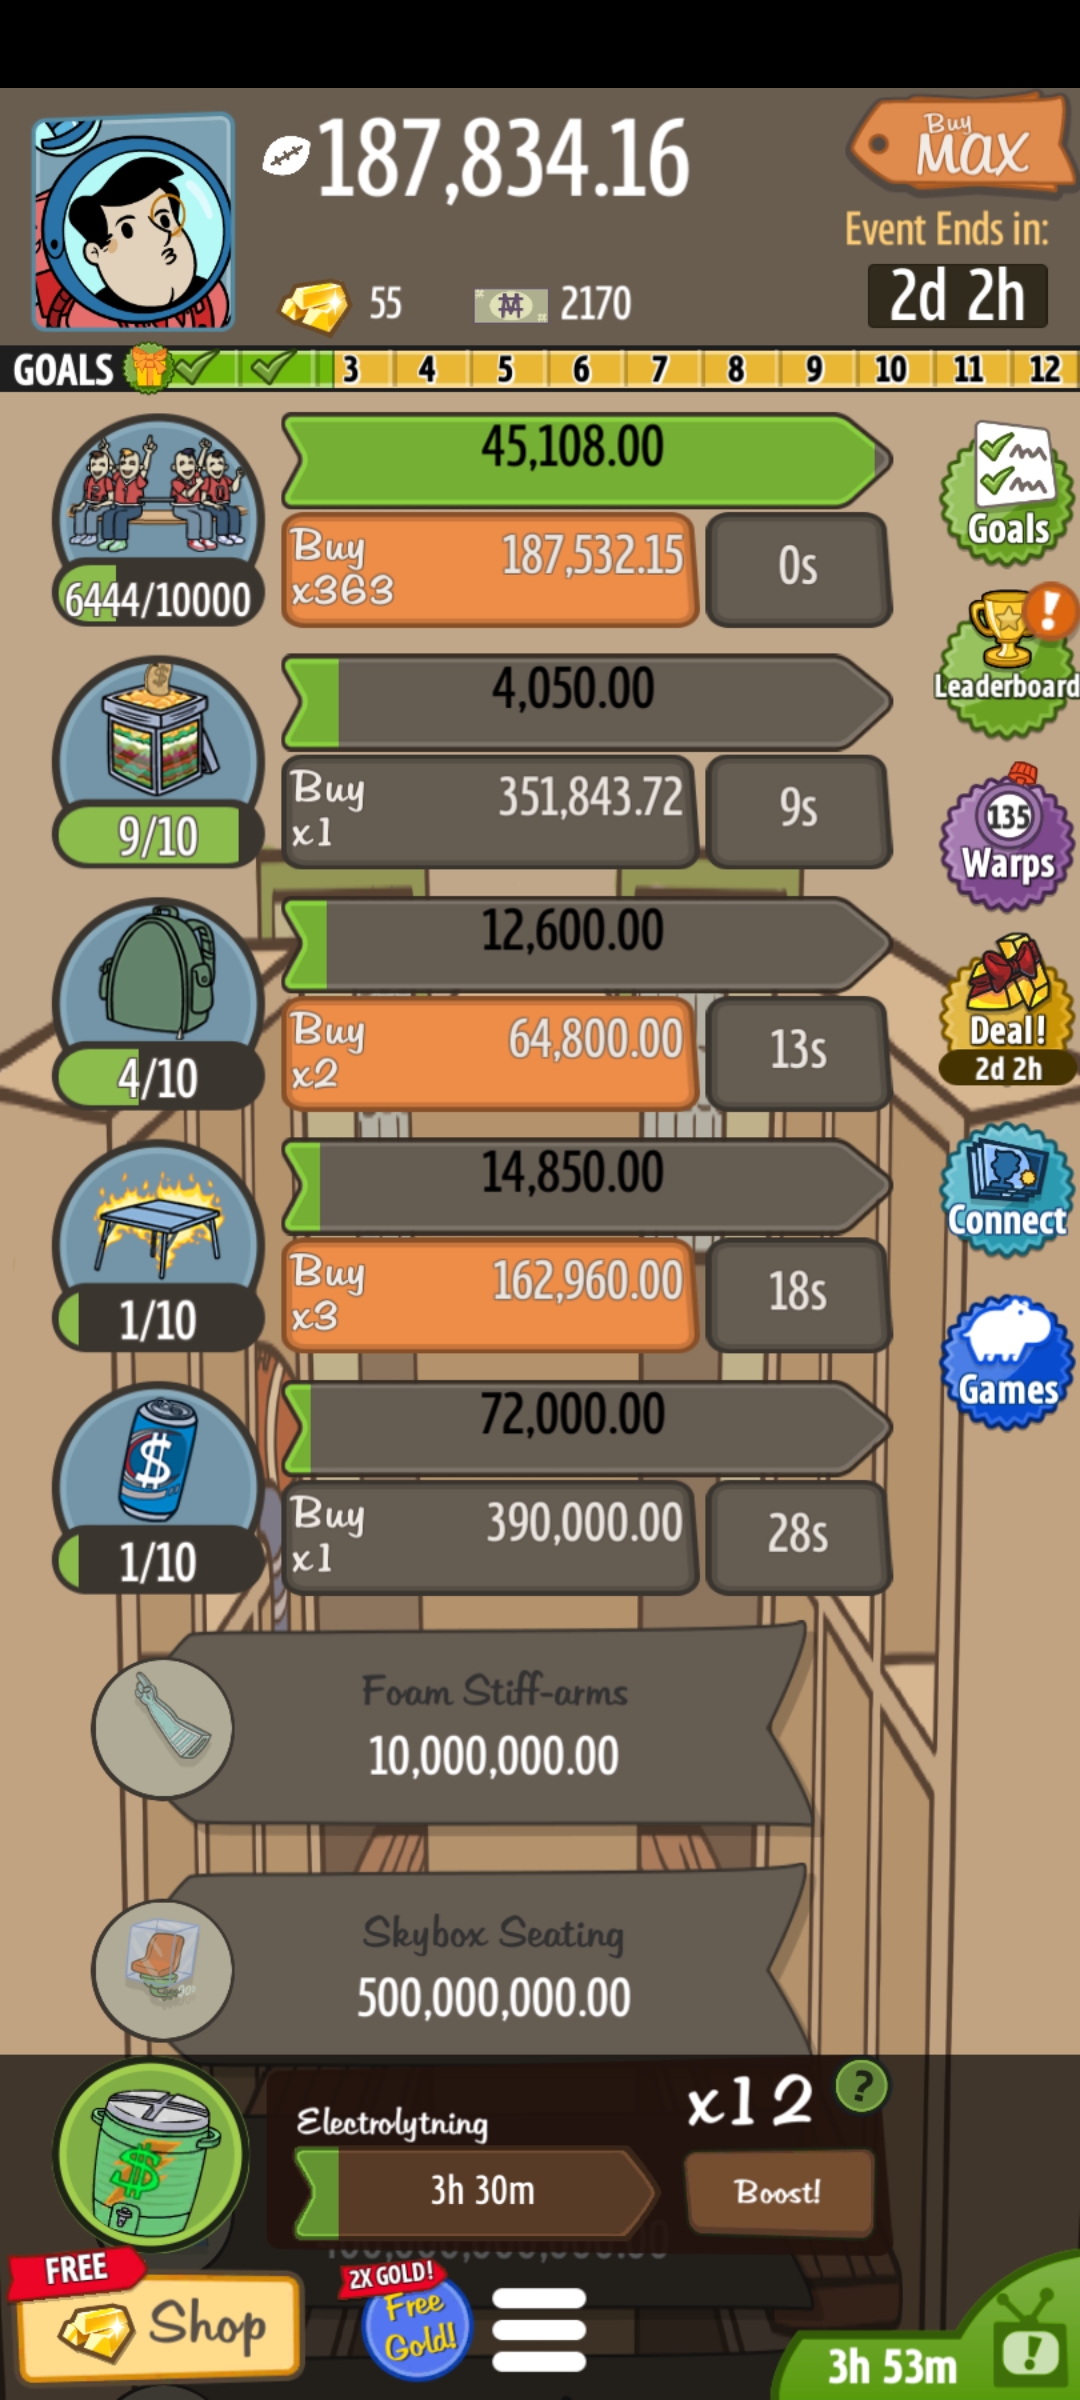 187,834.16
Buy
MAX
Event Ends in:
2d 2h
55
2170
GOALS
3 4 5 6 7 8 9 10 11 12
45,108.00
Buy
x363
187,532.15
0s
6444/10000
Goals
Leaderboard
4,050.00
Buy
x1
351,843.72
9s
9/10
135
Warps
12,600.00
Buy
x2
64,800.00
13s
4/10
Deal!
2d 2h
14,850.00
Buy
x3
162,960.00
18s
1/10
Connect
72,000.00
Buy
x1
390,000.00
28s
1/10
Games
Foam Stiff-arms
10,000,000.00
Skybox Seating
500,000,000.00
Electrolytning
x12
?
3h 30m
Boost!
FREE
Shop
2X GOLD!
Free
Gold!
3h 53m